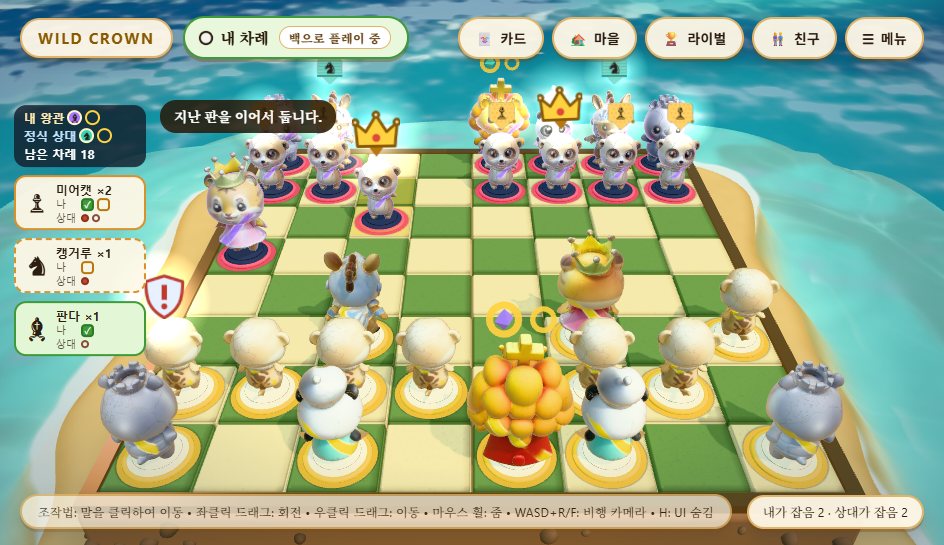 WILD CROWN
내 차례
백으로 플레이 중
카드
마을
라이벌
친구
☰ 메뉴
내 왕관
정식 상대
남은 차례 18
지난 판을 이어서 둡니다.
미어캣 ×2
나
상대
캥거루 ×1
나
상대
판다 ×1
나
상대
조작법: 말을 클릭하여 이동 • 좌클릭 드래그: 회전 • 우클릭 드래그: 이동 • 마우스 휠: 줌 • WASD+R/F: 비행 카메라 • H: UI 숨김
내가 잡음 2 · 상대가 잡음 2